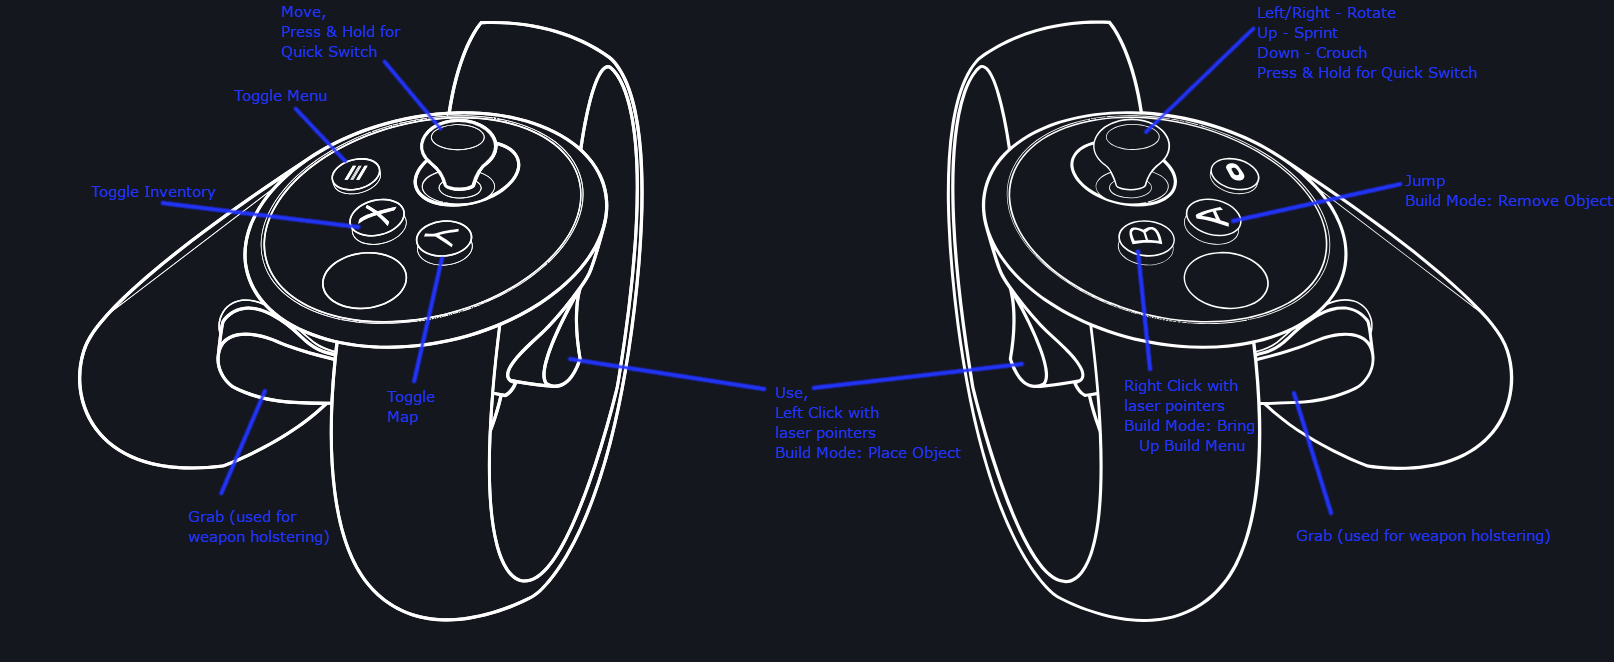 Move,
Press & Hold for
Quick Switch
Toggle Menu
Toggle Inventory
X
Y
Toggle
Map
Grab (used for
weapon holstering)
Use,
Left Click with
laser pointers
Build Mode: Place Object
Left/Right - Rotate
Up - Sprint
Down - Crouch
Press & Hold for Quick Switch
Jump
Build Mode: Remove Object
A
B
Right Click with
laser pointers
Build Mode: Bring
Up Build Menu
Grab (used for weapon holstering)